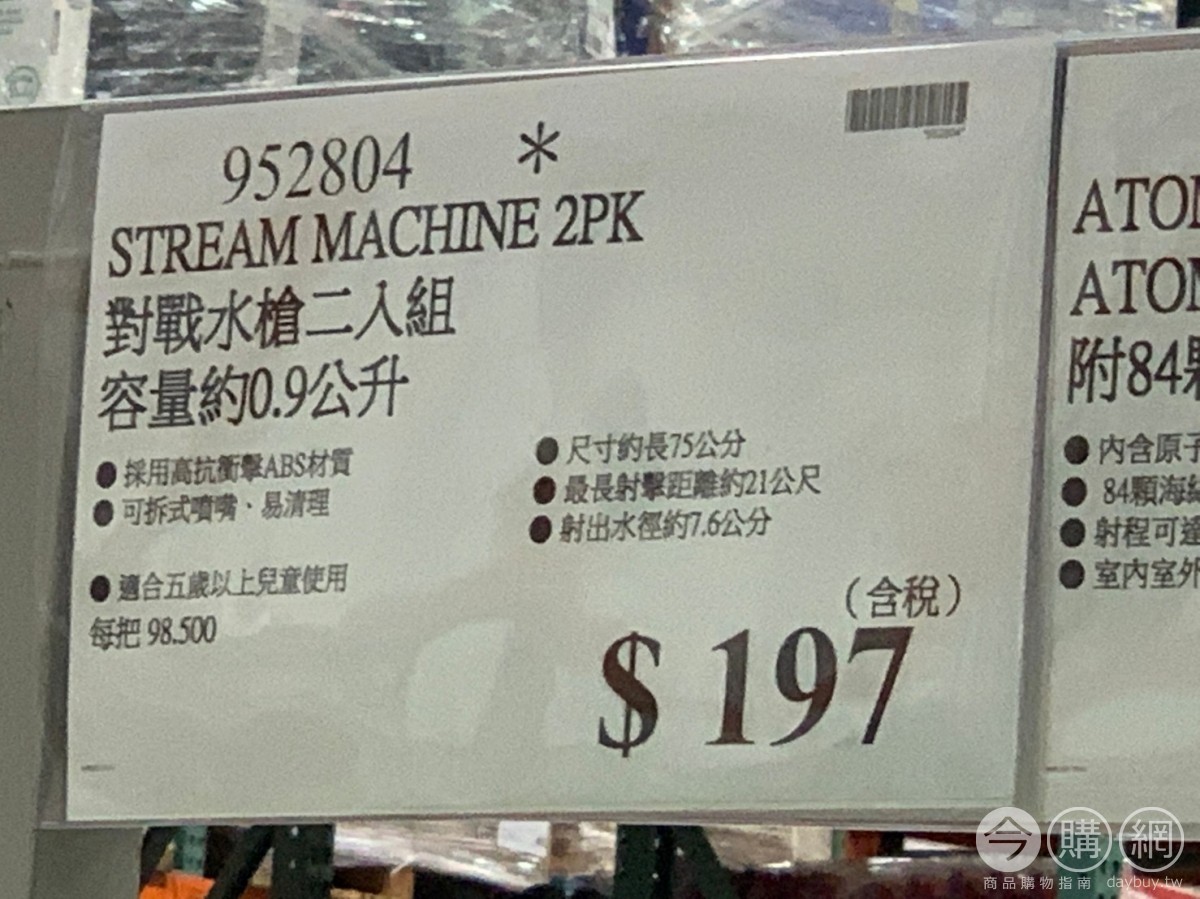 952804 *
STREAM MACHINE 2PK
對戰水槍二入組
容量約0.9公升
● 採用高抗衝擊ABS材質
● 可拆式噴嘴、易清理
● 適合五歲以上兒童使用
每把 98.500
● 尺寸約長75公分
● 最長射擊距離約21公尺
● 射出水徑約7.6公分
(含稅)
$ 197
ATO
ATO
附84
● 內含原子
● 84顆海
● 射程可達
● 室內室外
今購網
商品購物指南 daybuy.tw